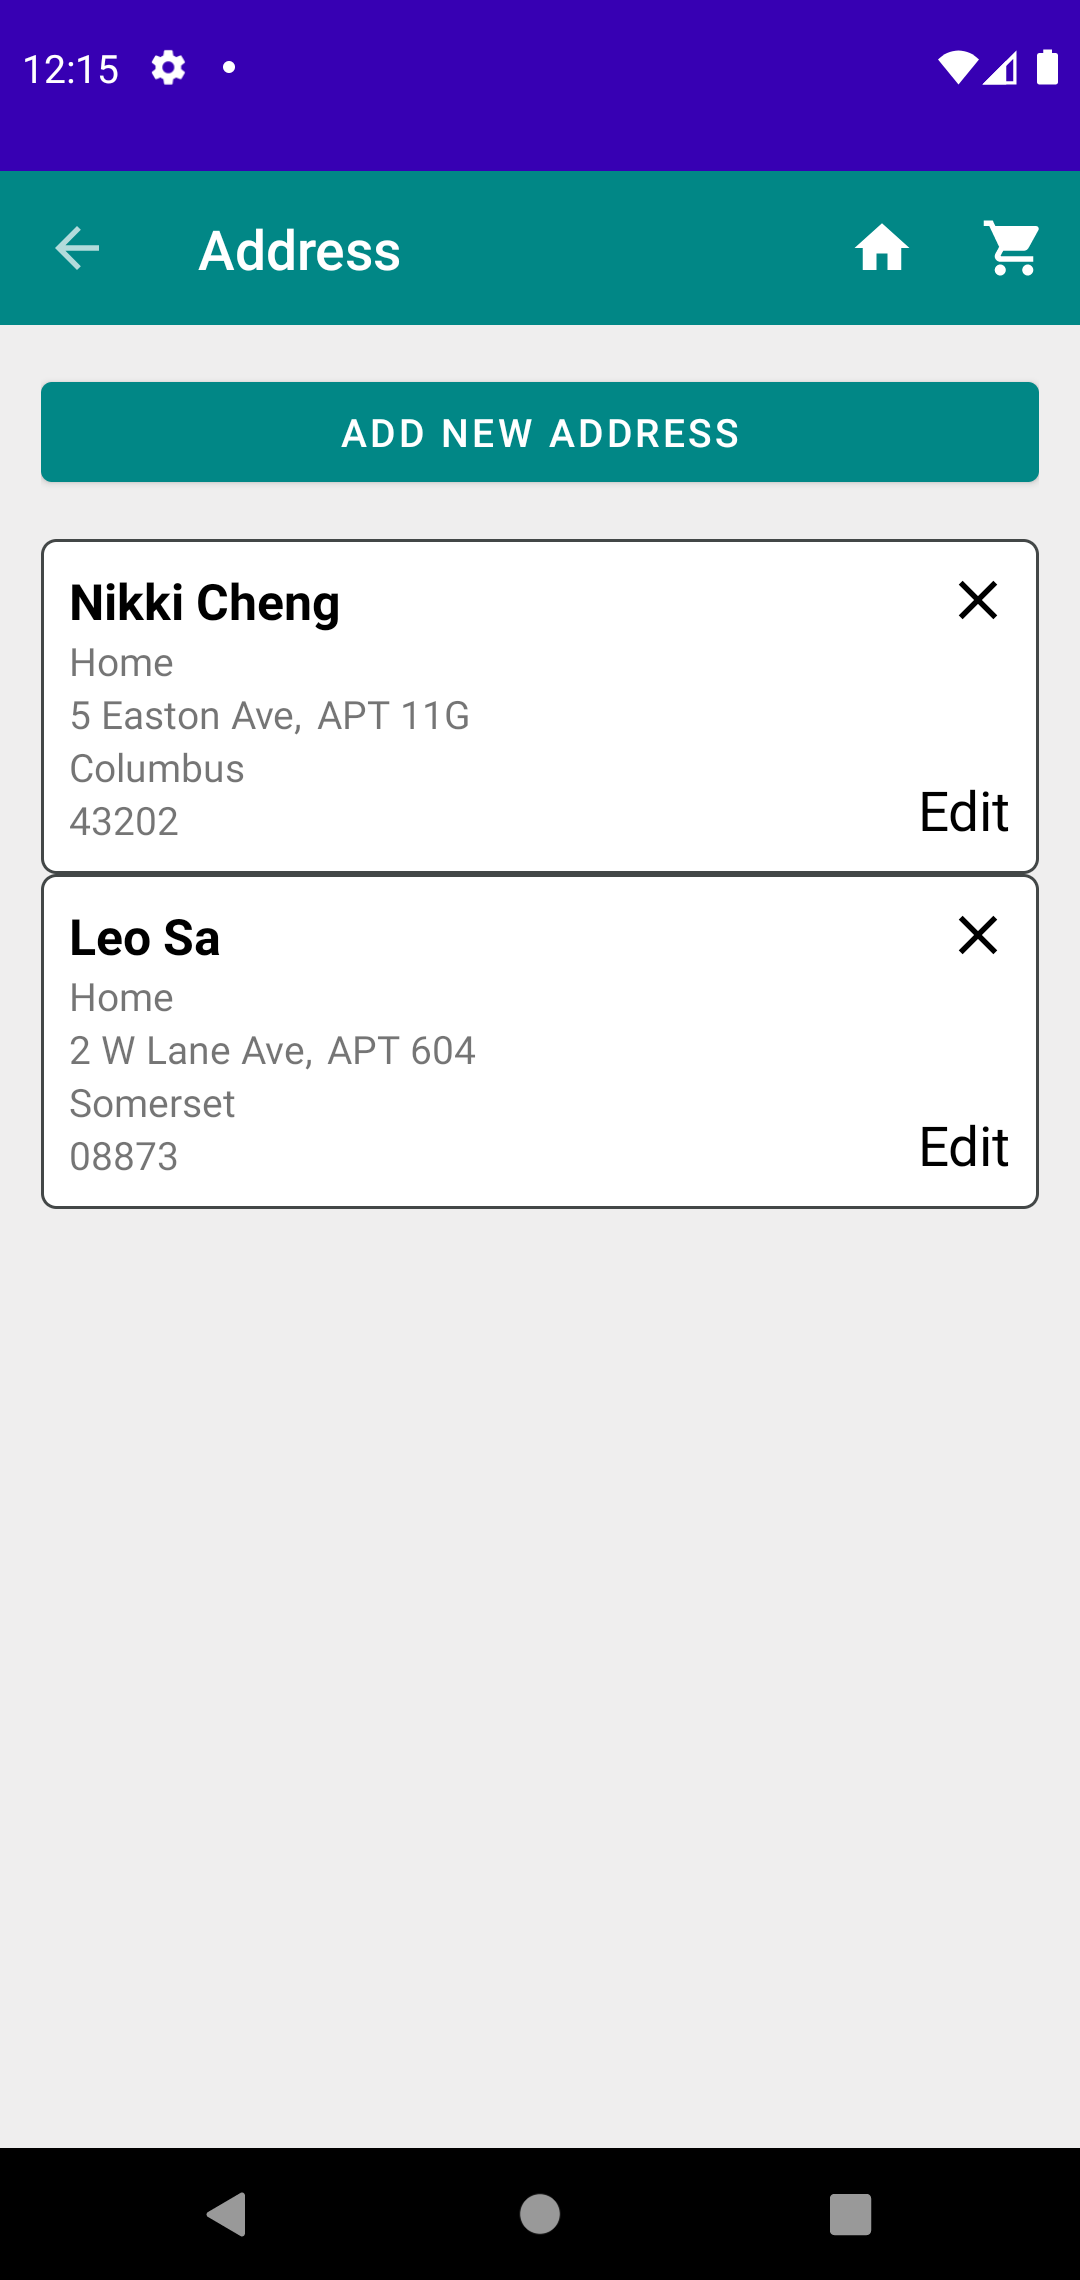 12:15
Address
ADD NEW ADDRESS
Nikki Cheng
Home
5 Easton Ave, APT 11G
Columbus
43202
Edit
Leo Sa
Home
2 W Lane Ave, APT 604
Somerset
08873
Edit